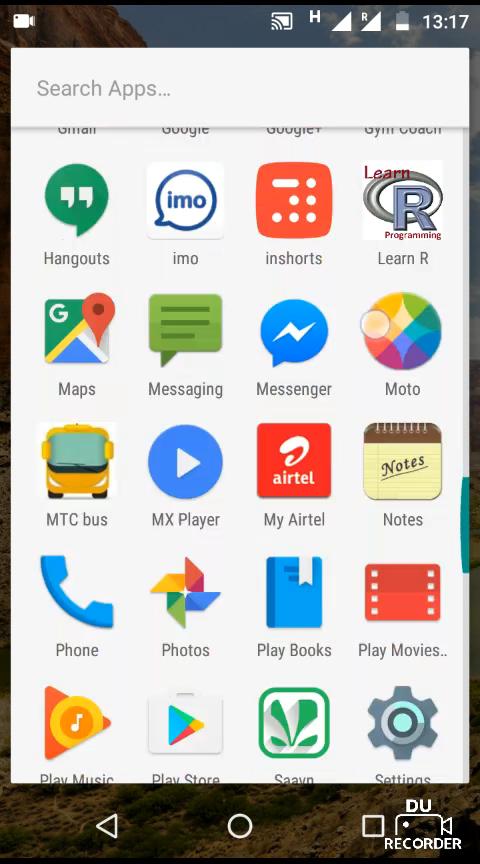 H R 13:17
Search Apps...
Gmail Google Google+ Gym Coach
imo Learn R Programming
Hangouts imo inshorts Learn R
G
Maps Messaging Messenger Moto
airtel Notes
MTC bus MX Player My Airtel Notes
Phone Photos Play Books Play Movies..
Play Music Play Store Saavn Settings
DU
RECORDER